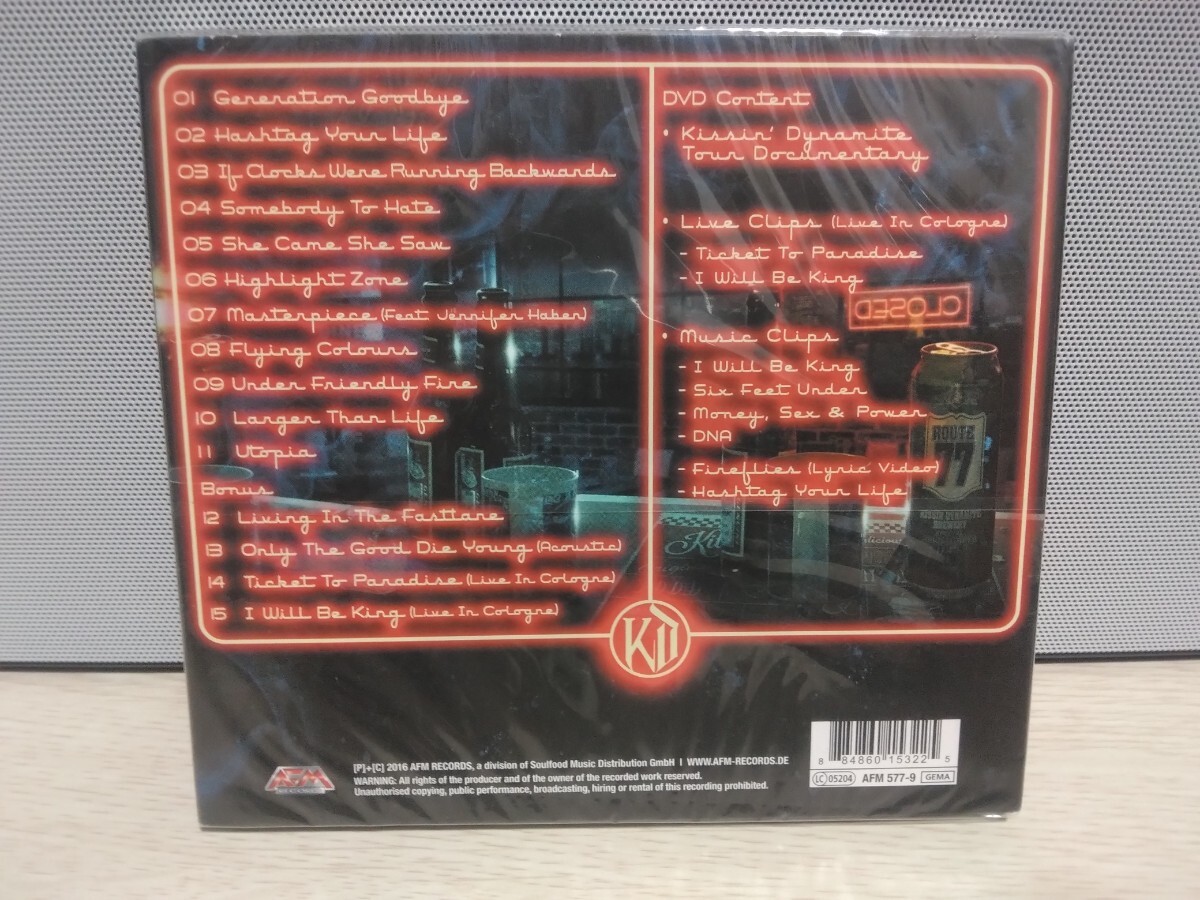 01 Generation Goodbye
02 Hashtag Your Life
03 If Clocks Were Running Backwards
04 Somebody To Hate
05 She Came She Saw
06 Highlight Zone
07 Masterpiece (Feat Jennifer Haben)
08 Flying Colours
09 Under Friendly Fire
10 Larger Than Life
11 Utopia
Bonus
12 Living In The Fastlane
13 Only The Good Die Young (Acoustic)
14 Ticket To Paradise (Live In Cologne)
15 I Will Be King (Live In Cologne)
DVD Content
• Kissin' Dynamite
Tour Documentary
• Live Clips (Live In Cologne)
- Ticket To Paradise
- I Will Be King
CLOSED
• Music Clips
- I Will Be King
- Six Feet Under
- Money, Sex & Power
- DNA
- Fireflies (Lyric Video)
- Hashtag Your Life
ROUTE
77
KD
AFM
[P]+[C] 2016 AFM RECORDS, a division of Soulfood Music Distribution GmbH I WWW.AFM-RECORDS.DE
WARNING: All rights of the producer and of the owner of the recorded work reserved.
Unauthorised copying, public performance, broadcasting, hiring or rental of this recording prohibited.
8 84860 15322 5
LC 05204 AFM 577-9 GEMA